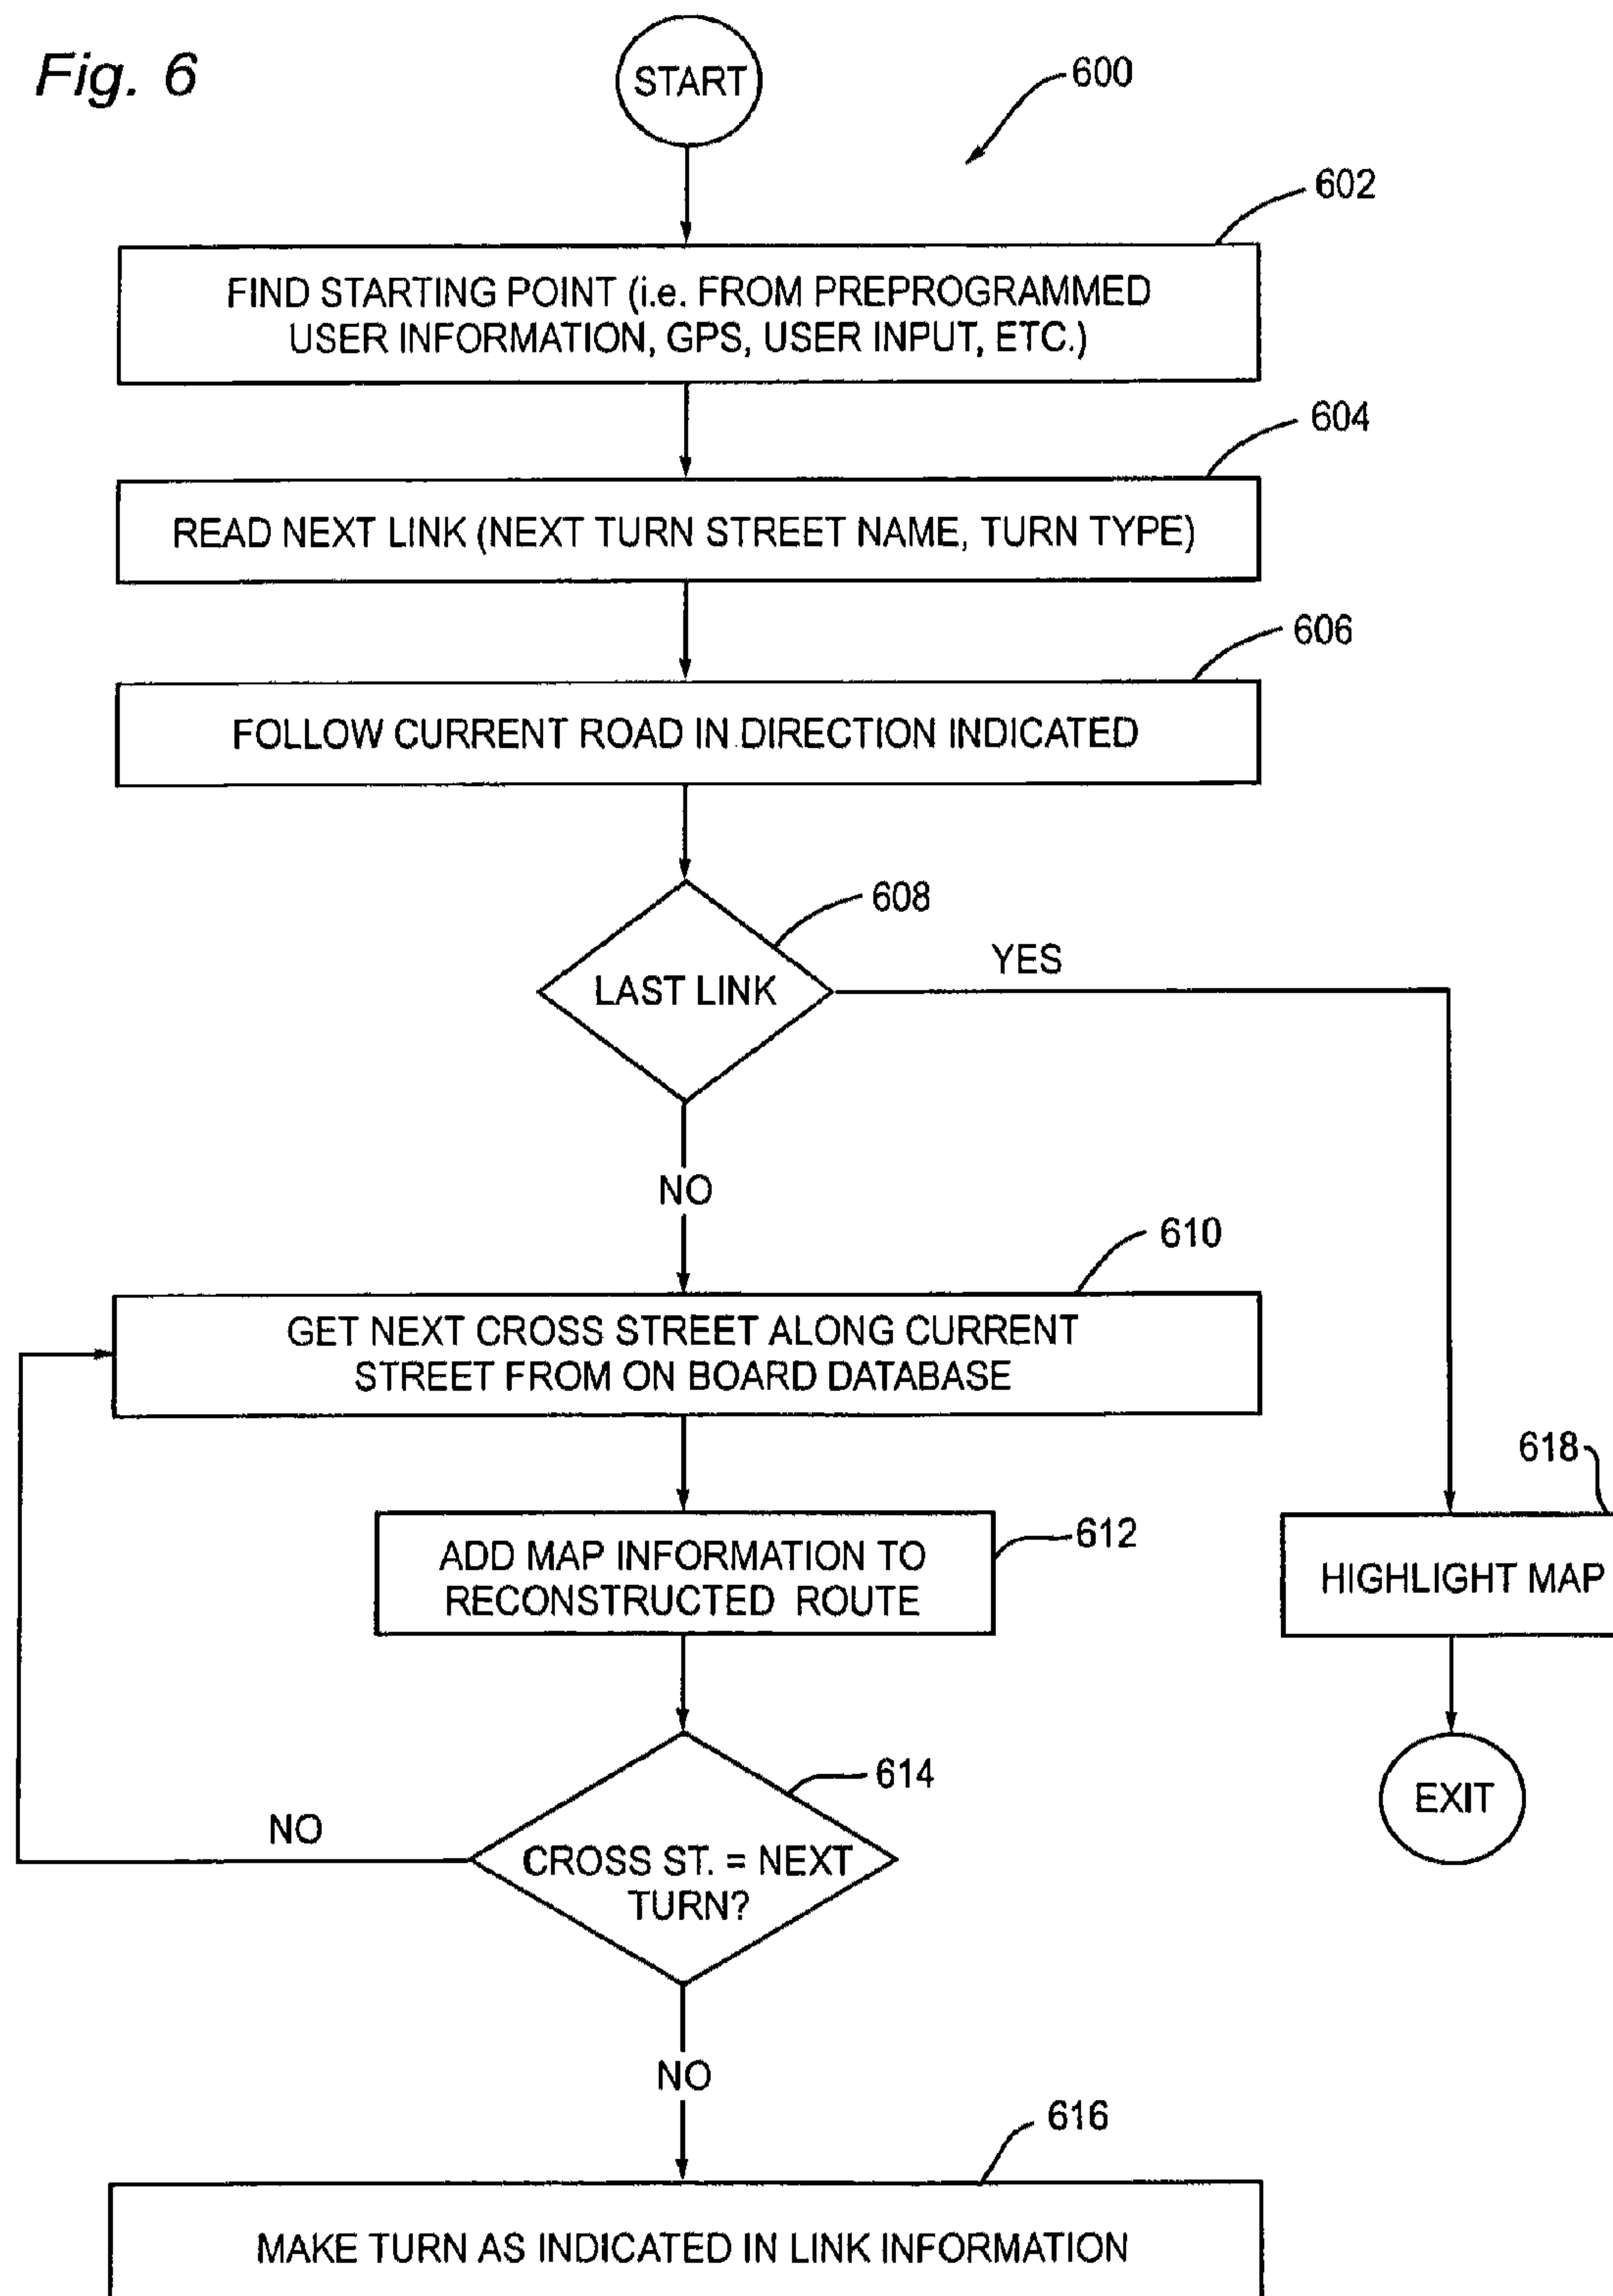 Fig. 6
START
600
602
FIND STARTING POINT (i.e. FROM PREPROGRAMMED
USER INFORMATION, GPS, USER INPUT, ETC.)
604
READ NEXT LINK (NEXT TURN STREET NAME, TURN TYPE)
606
FOLLOW CURRENT ROAD IN DIRECTION INDICATED
608
LAST LINK
YES
NO
610
GET NEXT CROSS STREET ALONG CURRENT
STREET FROM ON BOARD DATABASE
618
612
ADD MAP INFORMATION TO
RECONSTRUCTED ROUTE
HIGHLIGHT MAP
614
EXIT
NO
CROSS ST. = NEXT
TURN?
NO
616
MAKE TURN AS INDICATED IN LINK INFORMATION